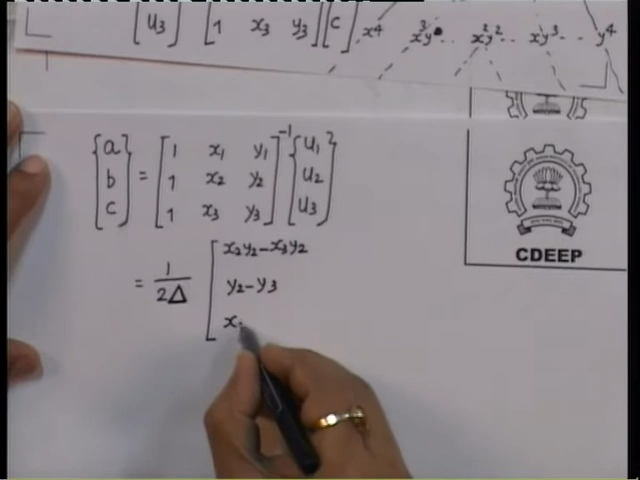 [u₃] [1 x₃ y₃] [c] x⁴ x³y.. x²y².. xy³-.. y⁴
{a b c} = [1 x₁ y₁]⁻¹ {u₁
[1 x₂ y₂] u₂
[1 x₃ y₃] u₃}
= 1/2Δ [x₂y₂-x₃y₂
y₂-y₃
x
CDEEP